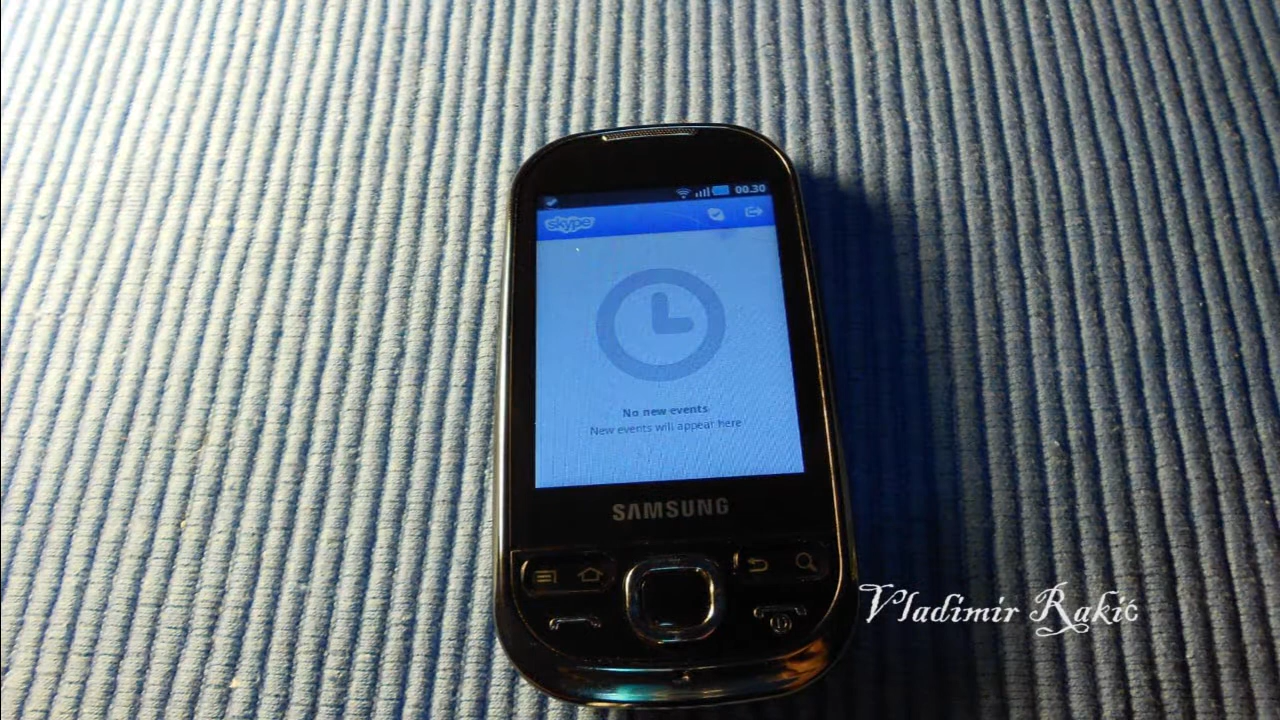 00.30
skype
No new events
New events will appear here
SAMSUNG
Vladimir Rakić